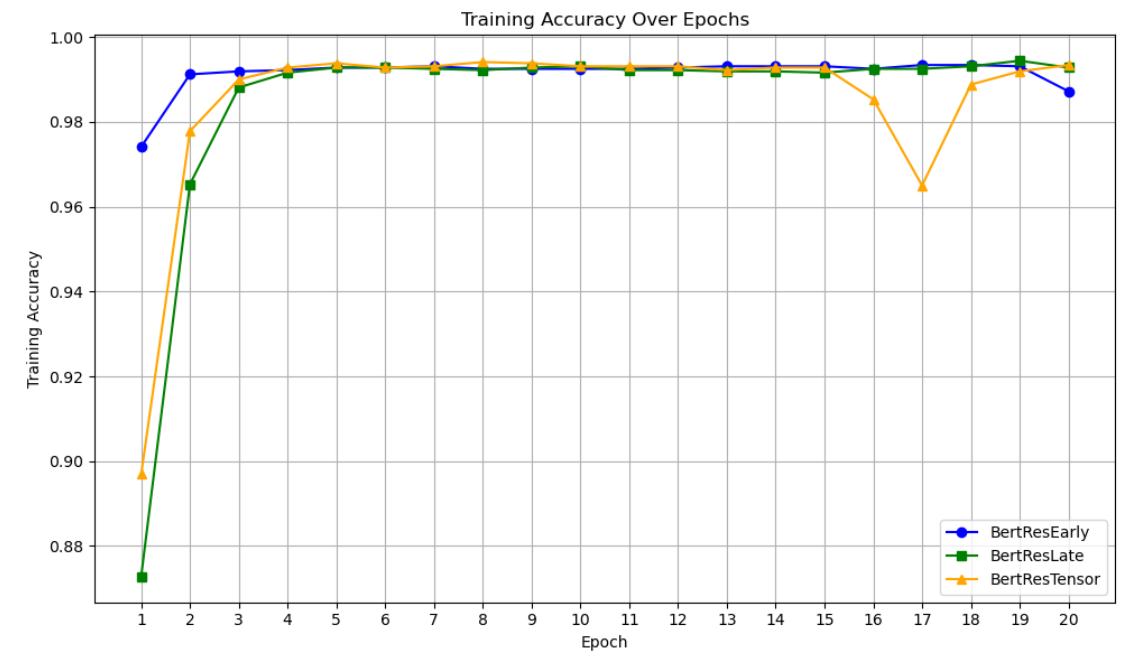 Training Accuracy Over Epochs
Training Accuracy
1.00
0.98
0.96
0.94
0.92
0.90
0.88
1 2 3 4 5 6 7 8 9 10 11 12 13 14 15 16 17 18 19 20
Epoch
BertResEarly
BertResLate
BertResTensor